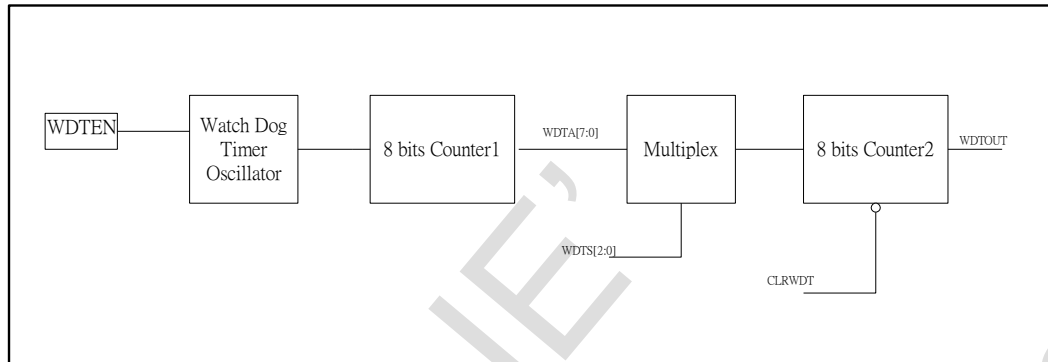 WDTEN
Watch Dog
Timer
Oscillator
8 bits Counter1
WDTA[7:0]
Multiplex
8 bits Counter2
WDTOUT
WDTS[2:0]
CLRWDT